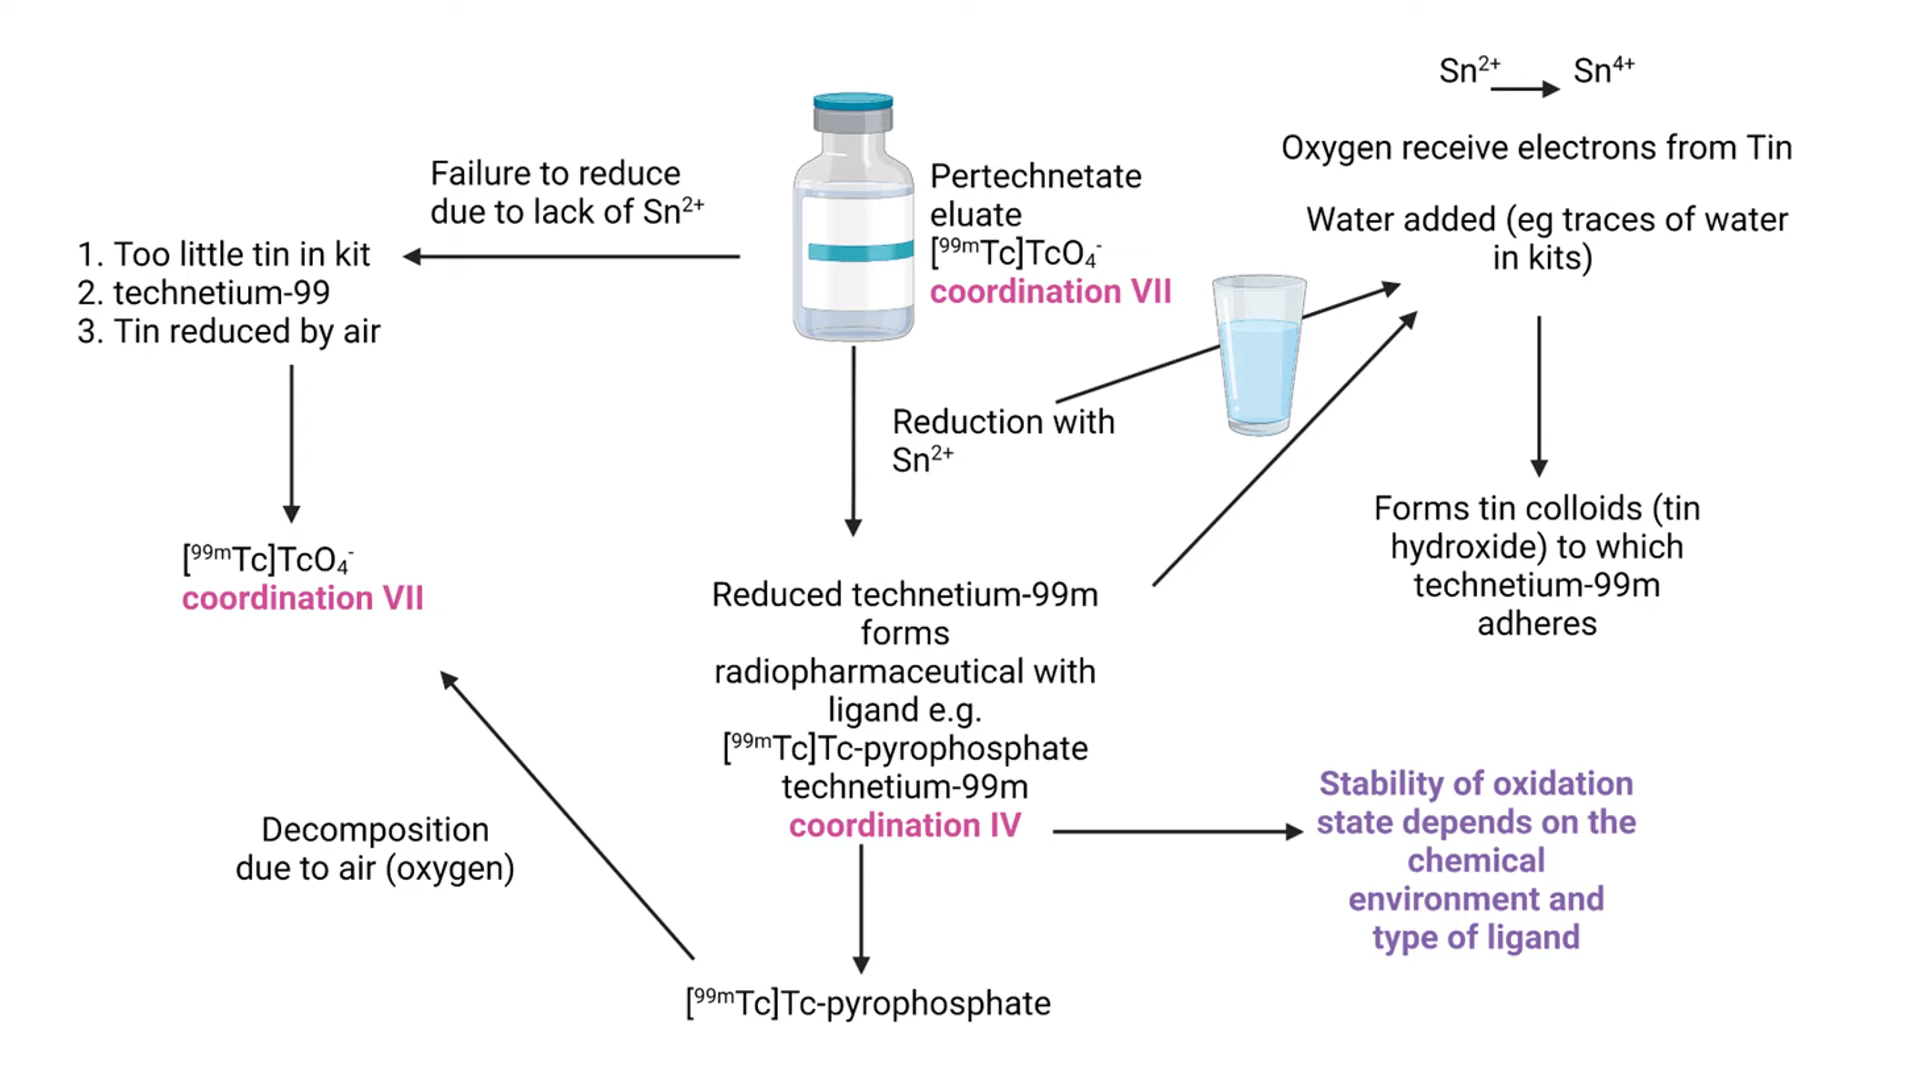 Sn²⁺ → Sn⁴⁺
Oxygen receive electrons from Tin
Water added (eg traces of water
in kits)
Failure to reduce
due to lack of Sn²⁺
Pertechnetate
eluate
[⁹⁹ᵐTc]TcO₄⁻
coordination VII
1. Too little tin in kit
2. technetium-99
3. Tin reduced by air
Reduction with
Sn²⁺
[⁹⁹ᵐTc]TcO₄⁻
coordination VII
Reduced technetium-99m
forms
radiopharmaceutical with
ligand e.g.
[⁹⁹ᵐTc]Tc-pyrophosphate
technetium-99m
coordination IV
Forms tin colloids (tin
hydroxide) to which
technetium-99m
adheres
Stability of oxidation
state depends on the
chemical
environment and
type of ligand
Decomposition
due to air (oxygen)
[⁹⁹ᵐTc]Tc-pyrophosphate